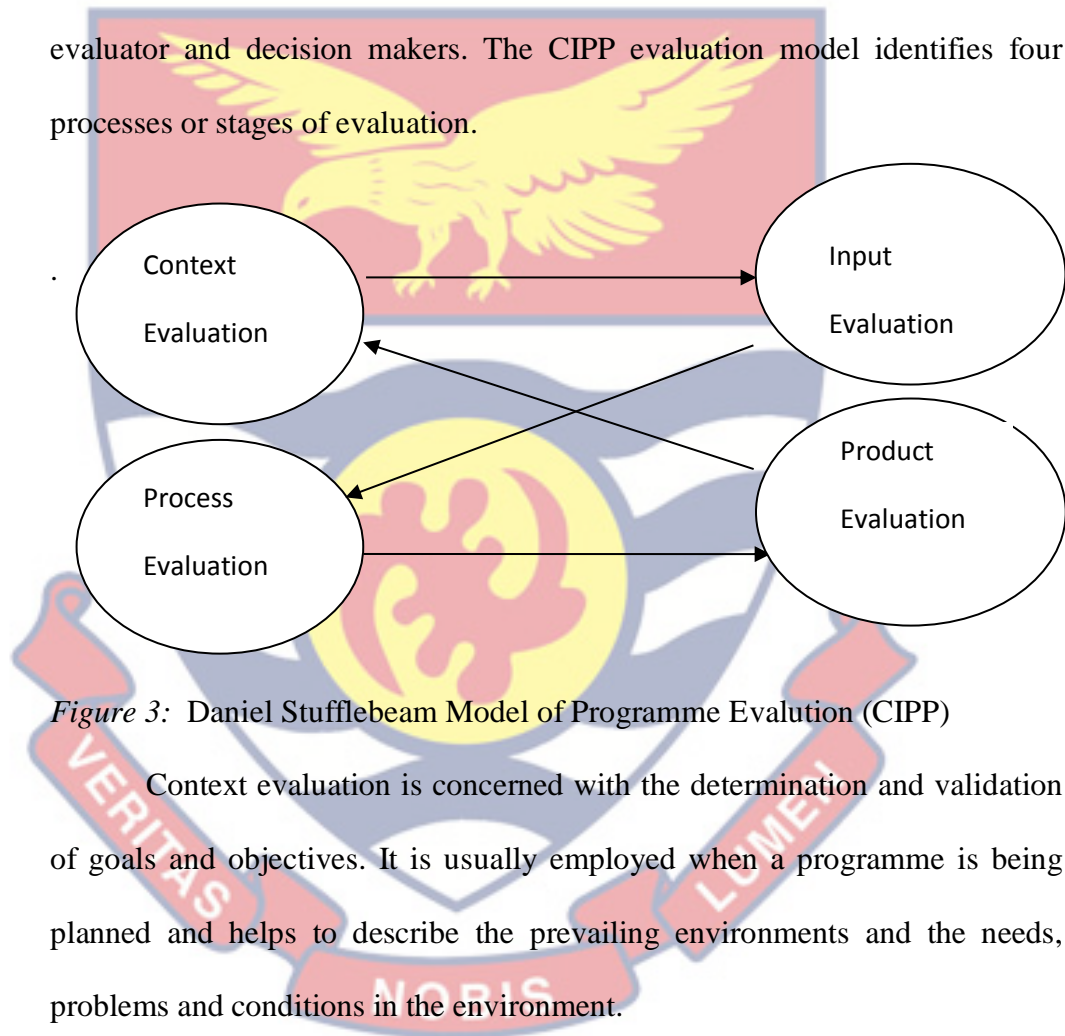 evaluator and decision makers. The CIPP evaluation model identifies four
processes or stages of evaluation.
.
Context
Evaluation
Input
Evaluation
Process
Evaluation
Product
Evaluation
Figure 3: Daniel Stufflebeam Model of Programme Evalution (CIPP)
Context evaluation is concerned with the determination and validation
of goals and objectives. It is usually employed when a programme is being
planned and helps to describe the prevailing environments and the needs,
problems and conditions in the environment.
VERITAS
NOBIS
LUMEN